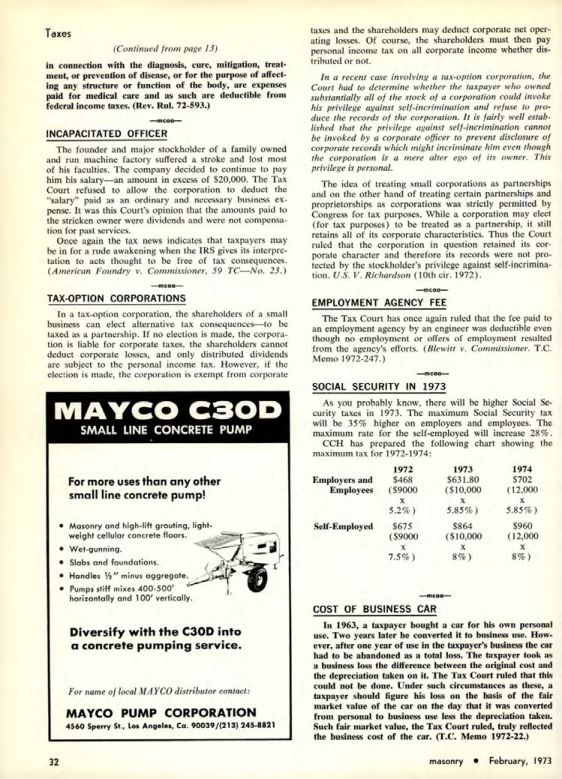 Taxes
(Continued from page 13)
in connection with the diagnosis, cure, mitigation, treat-
ment, or prevention of disease, or for the purpose of affect-
ing any structure or function of the body, are expenses
paid for medical care and as such are deductible from
federal income taxes. (Rev. Rul. 72-593.)
—mcaa—
INCAPACITATED OFFICER
The founder and major stockholder of a family owned
and run machine factory suffered a stroke and lost most
of his faculties. The company decided to continue to pay
him his salary—an amount in excess of $20,000. The Tax
Court refused to allow the corporation to deduct the
"salary" paid as an ordinary and necessary business ex-
pense. It was this Court's opinion that the amounts paid to
the stricken owner were dividends and were not compensa-
tion for past services.
Once again the tax news indicates that taxpayers may
be in for a rude awakening when the IRS gives its interpre-
tation to acts thought to be free of tax consequences.
(American Foundry v. Commissioner, 59 TC—No. 23.)
—mcaa—
TAX-OPTION CORPORATIONS
In a tax-option corporation, the shareholders of a small
business can elect alternative tax consequences—to be
taxed as a partnership. If no election is made, the corpora-
tion is liable for corporate taxes, the shareholders cannot
deduct corporate losses, and only distributed dividends
are subject to the personal income tax. However, if the
election is made, the corporation is exempt from corporate
MAYCO C30D
SMALL LINE CONCRETE PUMP
For more uses than any other
small line concrete pump!
• Masonry and high-lift grouting, light-
weight cellular concrete floors.
• Wet-gunning.
• Slabs and foundations.
• Handles ½" minus aggregate.
• Pumps stiff mixes 400-500'
horizontally and 100' vertically.
Diversify with the C30D into
a concrete pumping service.
For name of local MAYCO distributor contact:
MAYCO PUMP CORPORATION
4560 Sperry St., Los Angeles, Ca. 90039/(213) 245-8821
taxes and the shareholders may deduct corporate net oper-
ating losses. Of course, the shareholders must then pay
personal income tax on all corporate income whether dis-
tributed or not.
In a recent case involving a tax-option corporation, the
Court had to determine whether the taxpayer who owned
substantially all of the stock of a corporation could invoke
his privilege against self-incrimination and refuse to pro-
duce the records of the corporation. It is fairly well estab-
lished that the privilege against self-incrimination cannot
be invoked by a corporate officer to prevent disclosure of
corporate records which might incriminate him even though
the corporation is a mere alter ego of its owner. This
privilege is personal.
The idea of treating small corporations as partnerships
and on the other hand of treating certain partnerships and
proprietorships as corporations was strictly permitted by
Congress for tax purposes. While a corporation may elect
(for tax purposes) to be treated as a partnership, it still
retains all of its corporate characteristics. Thus the Court
ruled that the corporation in question retained its cor-
porate character and therefore its records were not pro-
tected by the stockholder's privilege against self-incrimina-
tion. U.S. V. Richardson (10th cir. 1972).
—mcaa—
EMPLOYMENT AGENCY FEE
The Tax Court has once again ruled that the fee paid to
an employment agency by an engineer was deductible even
though no employment or offers of employment resulted
from the agency's efforts. (Blewitt v. Commissioner. T.C.
Memo 1972-247.)
—mcaa—
SOCIAL SECURITY IN 1973
As you probably know, there will be higher Social Se-
curity taxes in 1973. The maximum Social Security tax
will be 35% higher on employers and employees. The
maximum rate for the self-employed will increase 28%.
CCH has prepared the following chart showing the
maximum tax for 1972-1974:
1972 1973 1974
Employers and $468 $631.80 $702
Employees ($9000 ($10,000 (12,000
x x x
5.2%) 5.85%) 5.85%)
Self-Employed $675 $864 $960
($9000 ($10,000 (12,000
x x x
7.5%) 8%) 8%)
—mcaa—
COST OF BUSINESS CAR
In 1963, a taxpayer bought a car for his own personal
use. Two years later he converted it to business use. How-
ever, after one year of use in the taxpayer's business the car
had to be abandoned as a total loss. The taxpayer took as
a business loss the difference between the original cost and
the depreciation taken on it. The Tax Court ruled that this
could not be done. Under such circumstances as these, a
taxpayer should figure his loss on the basis of the fair
market value of the car on the day that it was converted
from personal to business use less the depreciation taken.
Such fair market value, the Tax Court ruled, truly reflected
the business cost of the car. (T.C. Memo 1972-22.)
32
masonry • February, 1973